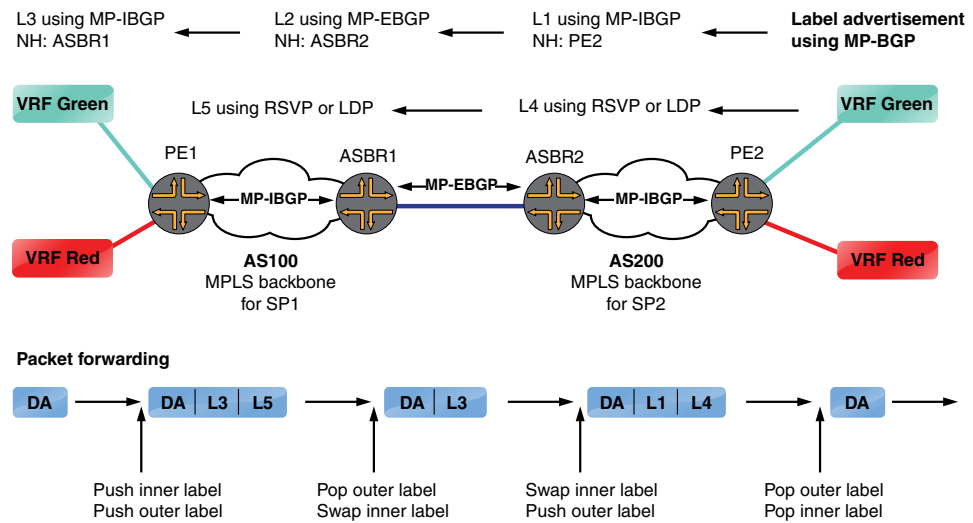 L3 using MP-IBGP
NH: ASBR1
L2 using MP-EBGP
NH: ASBR2
L1 using MP-IBGP
NH: PE2
Label advertisement
using MP-BGP
VRF Green
L5 using RSVP or LDP
L4 using RSVP or LDP
VRF Green
PE1
ASBR1
ASBR2
PE2
MP-IBGP
MP-EBGP
MP-IBGP
VRF Red
AS100
MPLS backbone
for SP1
AS200
MPLS backbone
for SP2
VRF Red
Packet forwarding
DA
DA L3 L5
DA L3
DA L1 L4
DA
Push inner label
Push outer label
Pop outer label
Swap inner label
Swap inner label
Push outer label
Pop outer label
Pop inner label